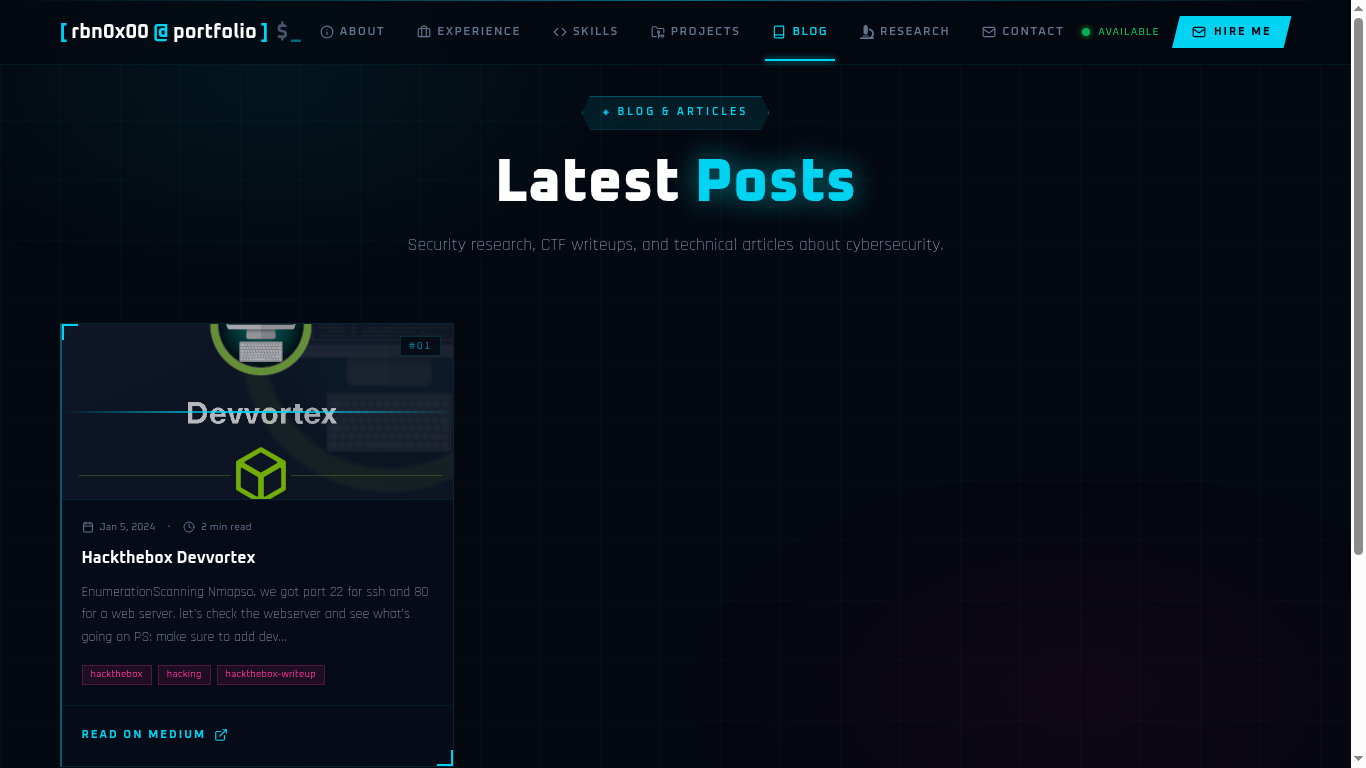 [ rbn0x00 @ portfolio ] $_ ABOUT EXPERIENCE SKILLS PROJECTS BLOG RESEARCH CONTACT AVAILABLE HIRE ME
BLOG & ARTICLES
Latest Posts
Security research, CTF writeups, and technical articles about cybersecurity.
#01
Devvortex
Jan 5, 2024 · 2 min read
Hackthebox Devvortex
EnumerationScanning Nmapso, we got port 22 for ssh and 80
for a web server. let's check the webserver and see what's
going on PS: make sure to add dev...
hackthebox hacking hackthebox-writeup
READ ON MEDIUM